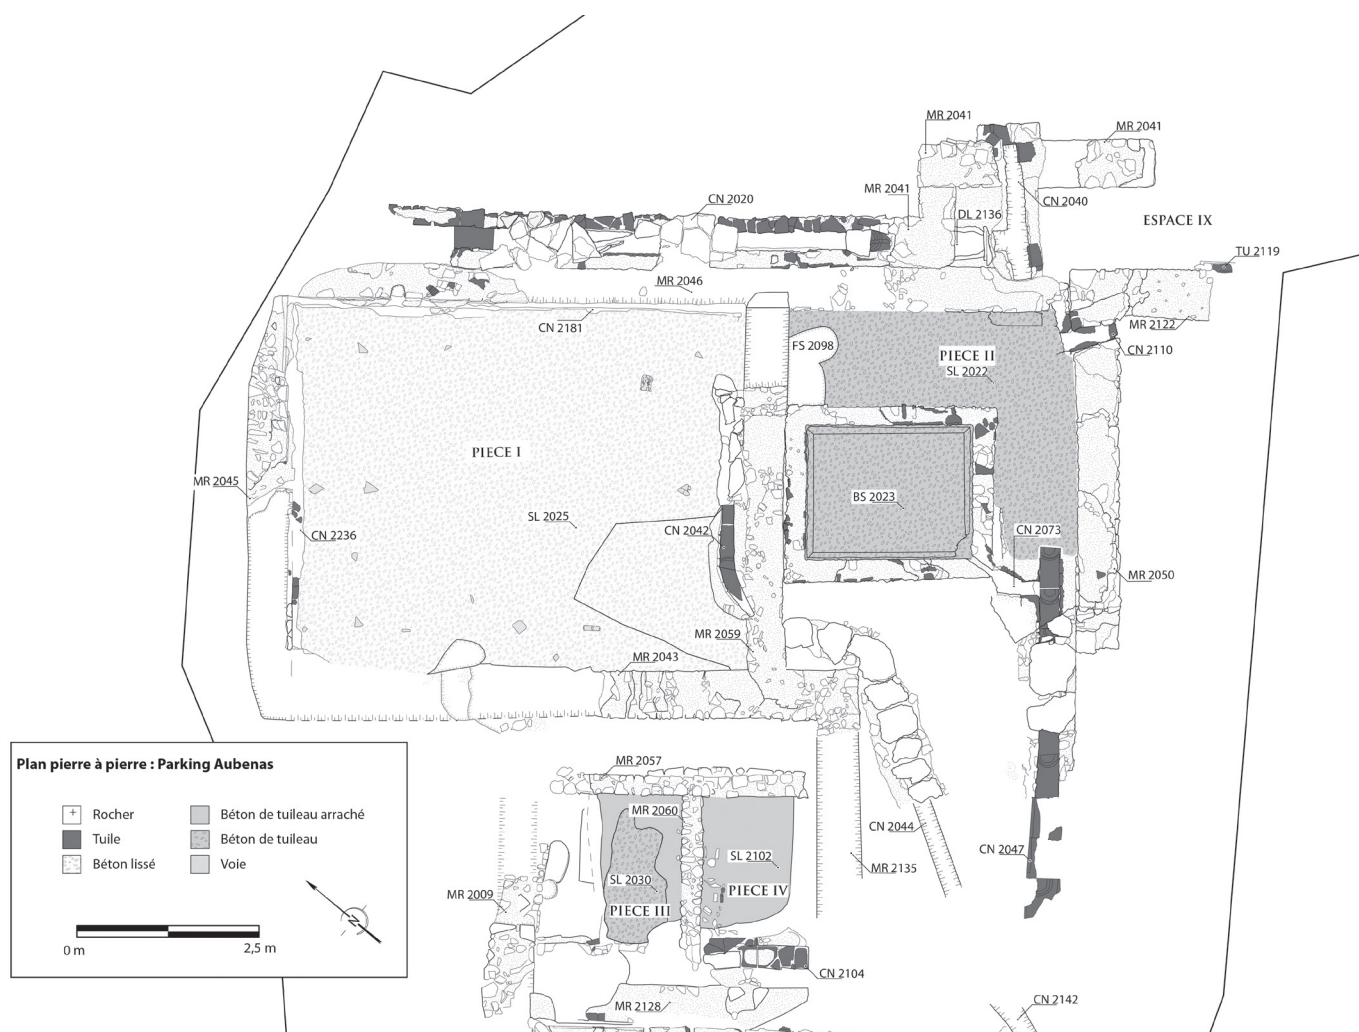 MR 2041
MR 2041
MR 2041
CN 2020
CN 2040
DL 2136
ESPACE IX
TU 2119
MR 2046
CN 2181
MR 2122
FS 2098
PIECE II
SL 2022
CN 2110
PIECE I
MR 2045
BS 2023
SL 2025
CN 2042
CN 2236
CN 2073
MR 2050
MR 2059
MR 2043
MR 2057
MR 2060
CN 2044
SL 2102
CN 2047
MR 2135
SL 2030
PIECE IV
MR 2009
PIECE III
CN 2104
MR 2128
CN 2142
Plan pierre à pierre : Parking Aubenas
Rocher
Béton de tuileau arraché
Tuile
Béton de tuileau
Béton lissé
Voie
N
0 m
2,5 m